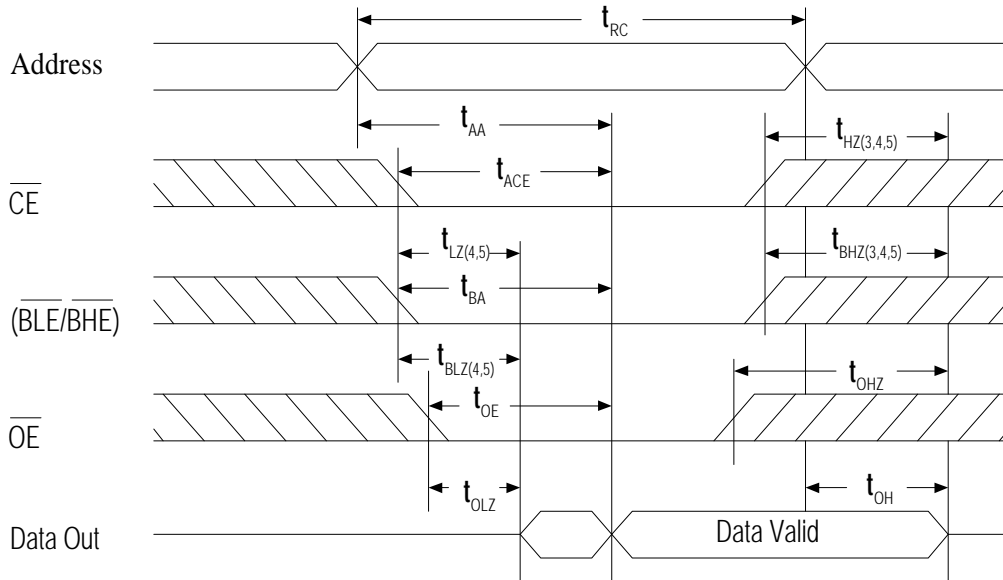 tRC
Address
tAA
tHZ(3,4,5)
tACE
CE
tLZ(4,5)
tBHZ(3,4,5)
tBA
(BLE/BHE)
tBLZ(4,5)
tOHZ
tOE
OE
tOLZ
tOH
Data Out
Data Valid